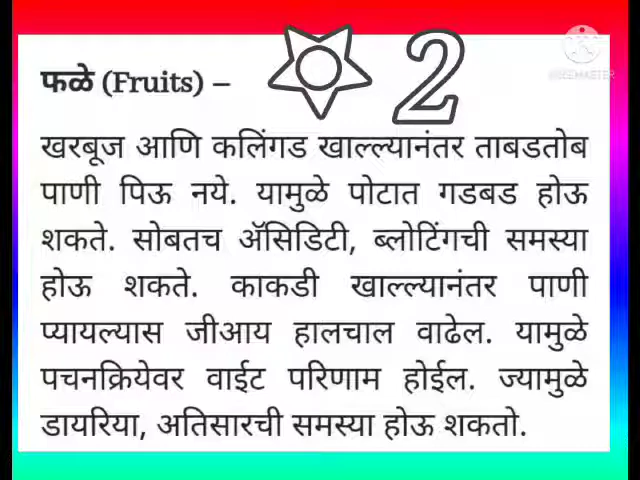 फळे (Fruits) –
2
KINEMASTER
खरबूज आणि कलिंगड खाल्ल्यानंतर ताबडतोब
पाणी पिऊ नये. यामुळे पोटात गडबड होऊ
शकते. सोबतच ॲसिडिटी, ब्लोटिंगची समस्या
होऊ शकते. काकडी खाल्ल्यानंतर पाणी
प्यायल्यास जीआय हालचाल वाढेल. यामुळे
पचनक्रियेवर वाईट परिणाम होईल. ज्यामुळे
डायरिया, अतिसारची समस्या होऊ शकतो.